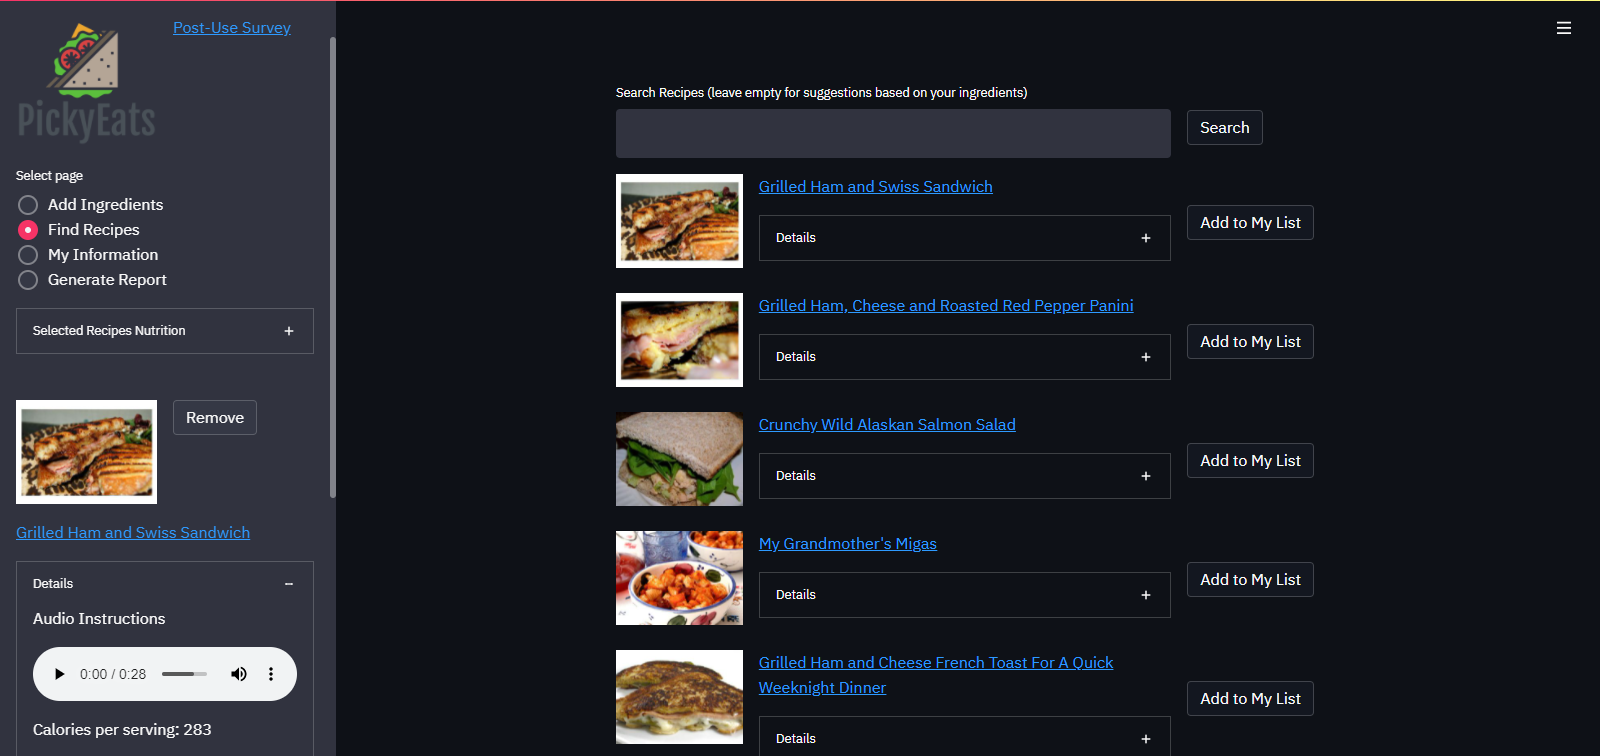 Post-Use Survey
PickyEats
Select page
Add Ingredients
Find Recipes
My Information
Generate Report
Selected Recipes Nutrition
Remove
Grilled Ham and Swiss Sandwich
Details
Audio Instructions
0:00 / 0:28
Calories per serving: 283
Search Recipes (leave empty for suggestions based on your ingredients)
Search
Grilled Ham and Swiss Sandwich
Details
Add to My List
Grilled Ham, Cheese and Roasted Red Pepper Panini
Details
Add to My List
Crunchy Wild Alaskan Salmon Salad
Details
Add to My List
My Grandmother's Migas
Details
Add to My List
Grilled Ham and Cheese French Toast For A Quick
Weeknight Dinner
Details
Add to My List